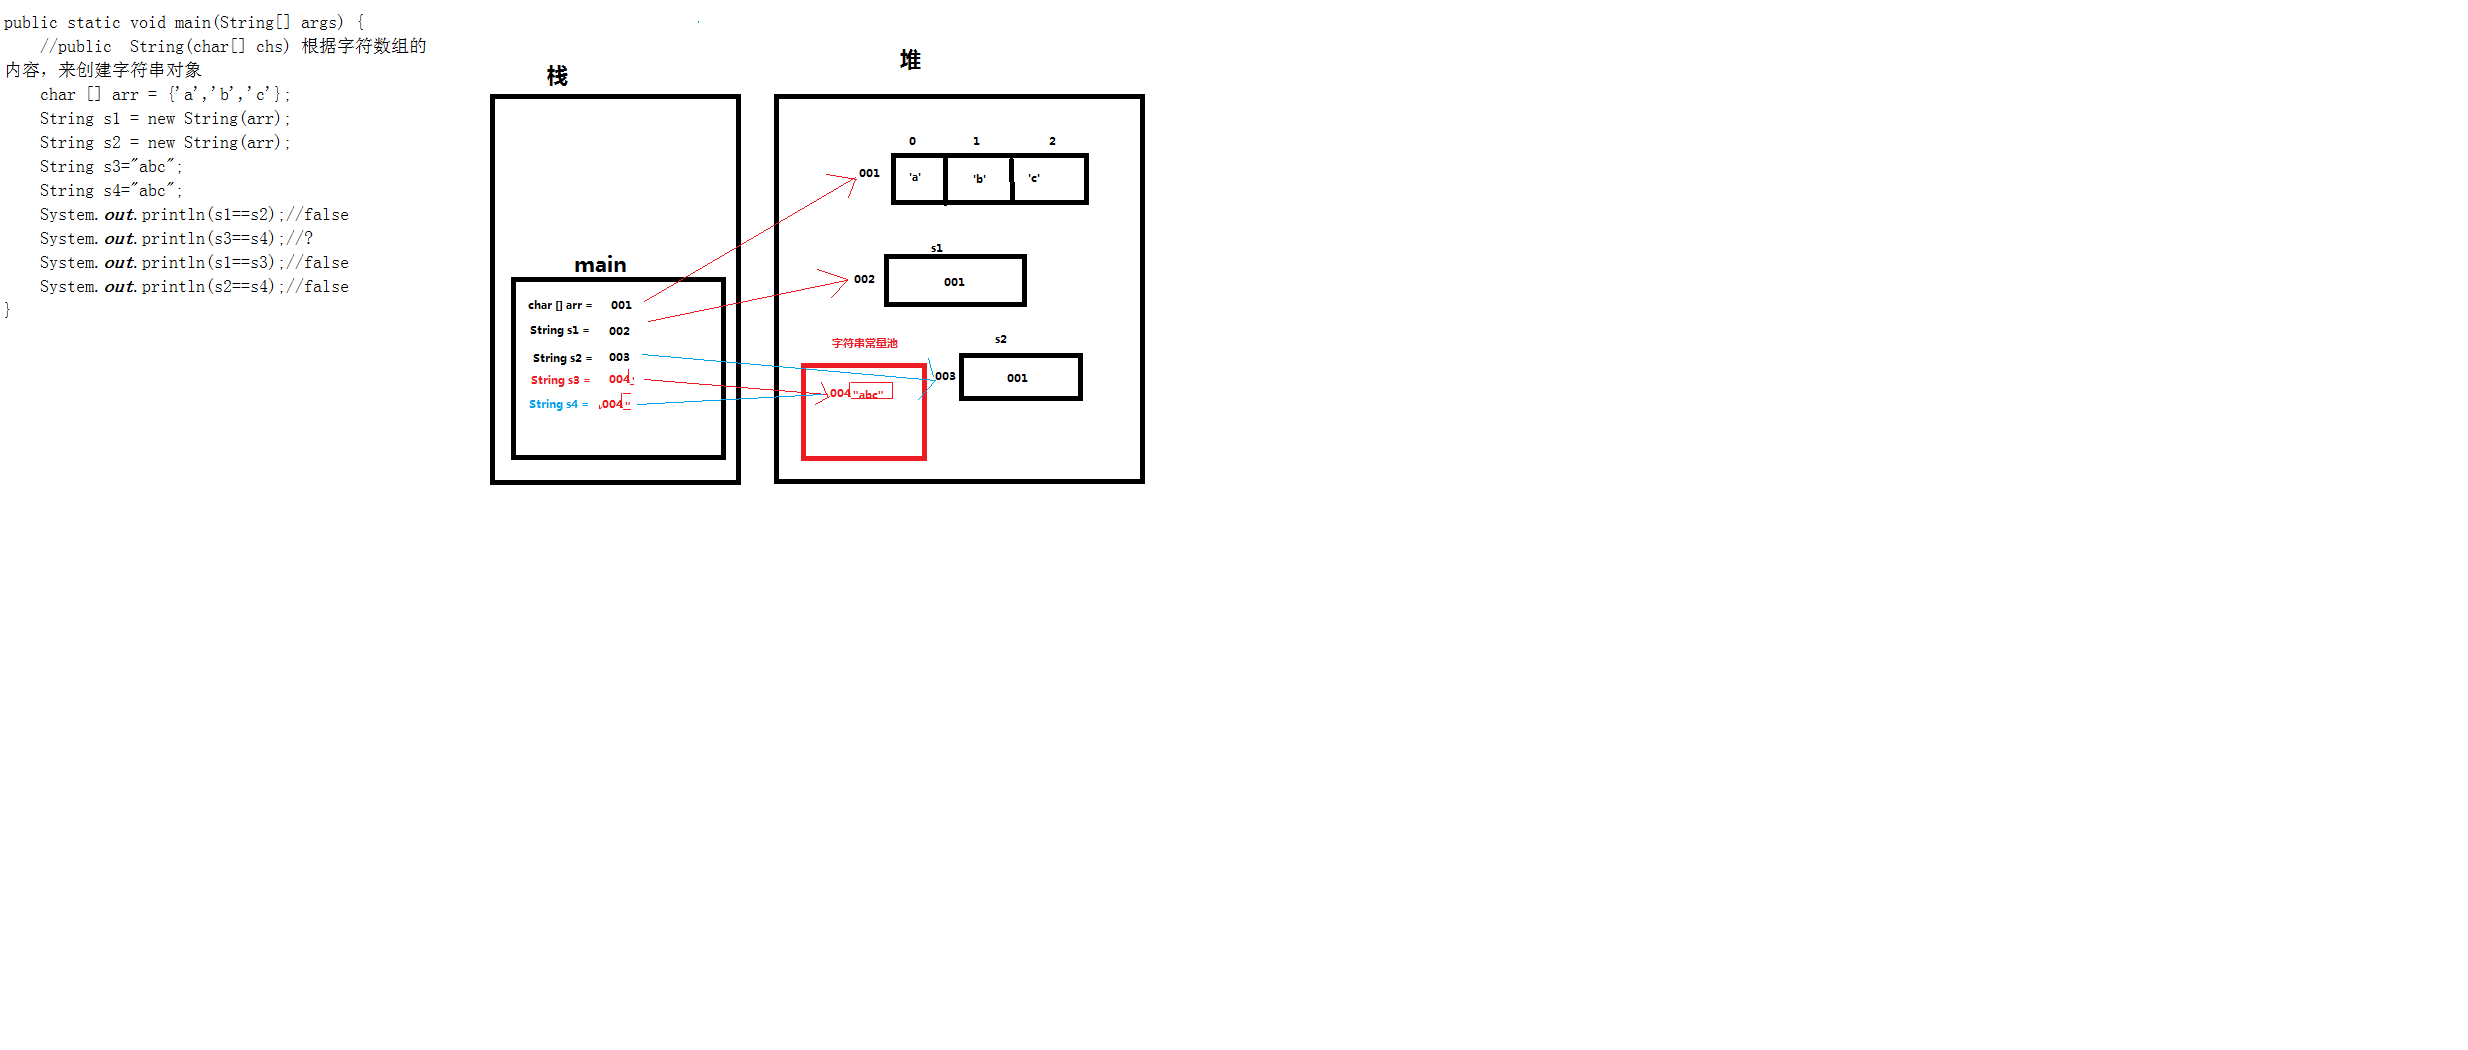 public static void main(String[] args) {
//public  String(char[] chs) 根据字符数组的
内容，来创建字符串对象
char [] arr = {'a','b','c'};
String s1 = new String(arr);
String s2 = new String(arr);
String s3="abc";
String s4="abc";
System.out.println(s1==s2);//false
System.out.println(s3==s4);//?
System.out.println(s1==s3);//false
System.out.println(s2==s4);//false
}
栈
main
char [] arr = 001
String s1 = 002
String s2 = 003
String s3 = 004
String s4 = 004
堆
0 1 2
001 'a' 'b' 'c'
s1
002 001
s2
003 001
字符串常量池
004 "abc"